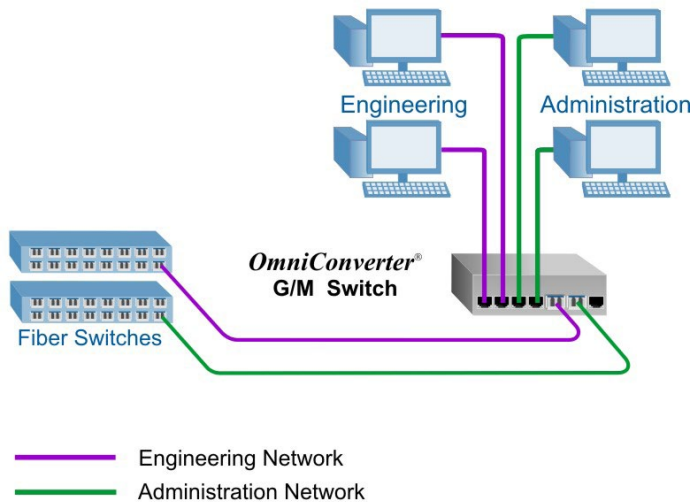 Engineering
Administration
OmniConverter®
G/M Switch
Fiber Switches
Engineering Network
Administration Network